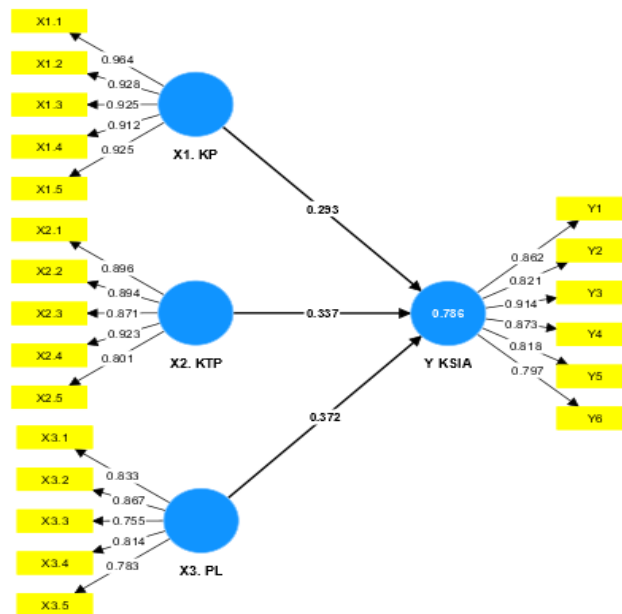 X1.1
0.964
X1.2
0.928
X1.3
0.925
X1.4
0.912
X1.5
0.925
X1. KP
0.293
X2.1
0.896
X2.2
0.894
X2.3
0.871
X2.4
0.923
X2.5
0.801
X2. KTP
0.337
X3.1
0.833
X3.2
0.867
X3.3
0.755
X3.4
0.814
X3.5
0.783
X3. PL
0.372
0.786
Y KSIA
Y1
0.862
Y2
0.821
Y3
0.914
Y4
0.873
Y5
0.818
Y6
0.797